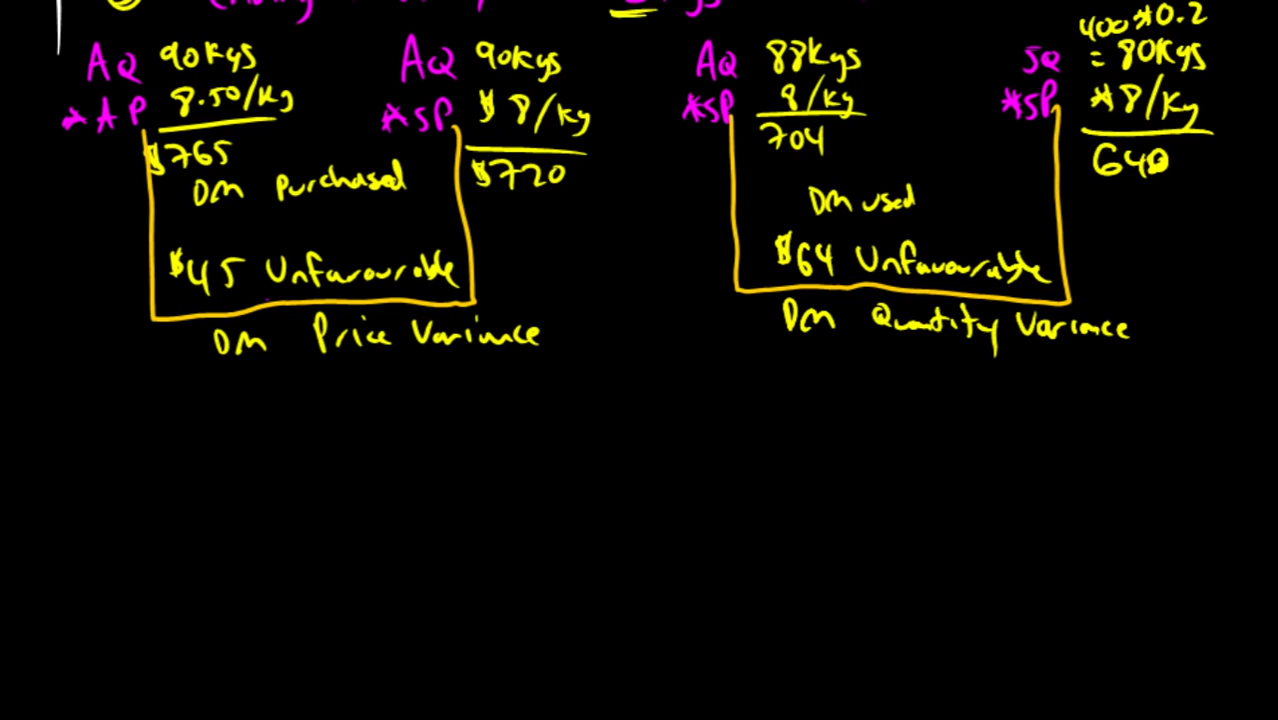 AQ 90Kgs AQ 90Kgs AQ 88Kgs 400*0.2
SQ = 80Kgs
*AP 8.50/Kg *SP $8/Kg *SP 8/Kg *SP *8/Kg
$765 $720 704 640
DM Purchased DM used
$45 Unfavourable $64 Unfavourable
DM Price Variance DM Quantity Variance